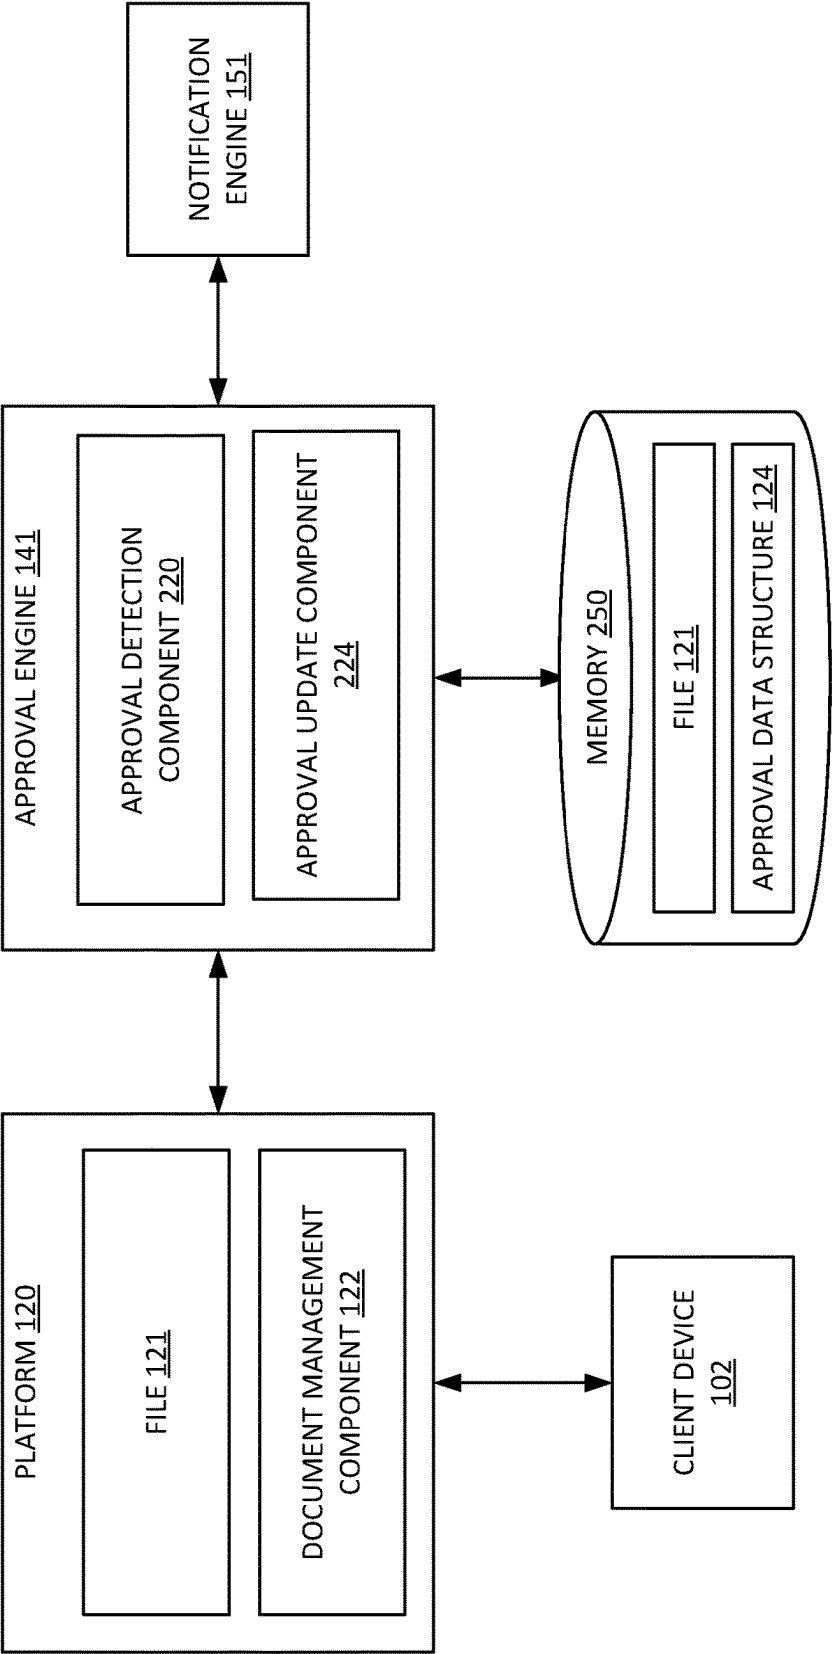 PLATFORM 120
FILE 121
DOCUMENT MANAGEMENT
COMPONENT 122
CLIENT DEVICE
102
APPROVAL ENGINE 141
APPROVAL DETECTION
COMPONENT 220
APPROVAL UPDATE COMPONENT
224
MEMORY 250
FILE 121
APPROVAL DATA STRUCTURE 124
NOTIFICATION
ENGINE 151